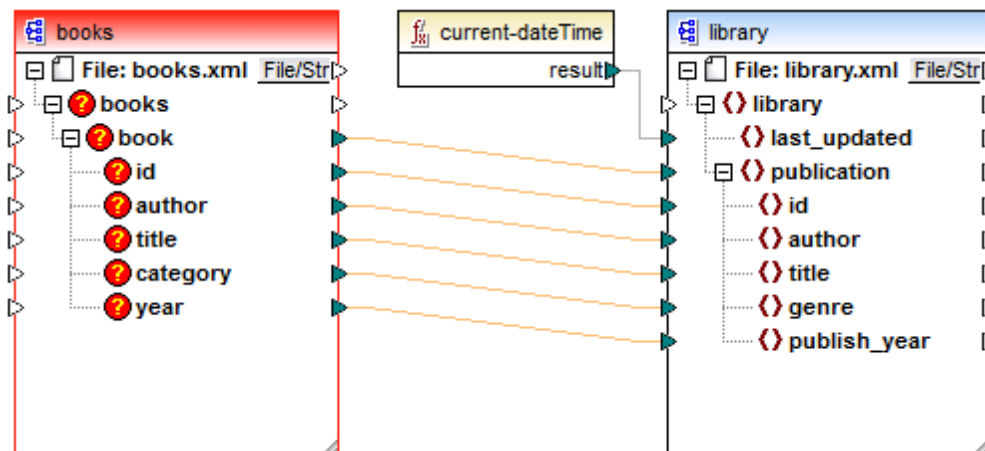 books
File: books.xml File/Str
books
book
id
author
title
category
year
current-dateTime
result
library
File: library.xml File/Str
library
last_updated
publication
id
author
title
genre
publish_year